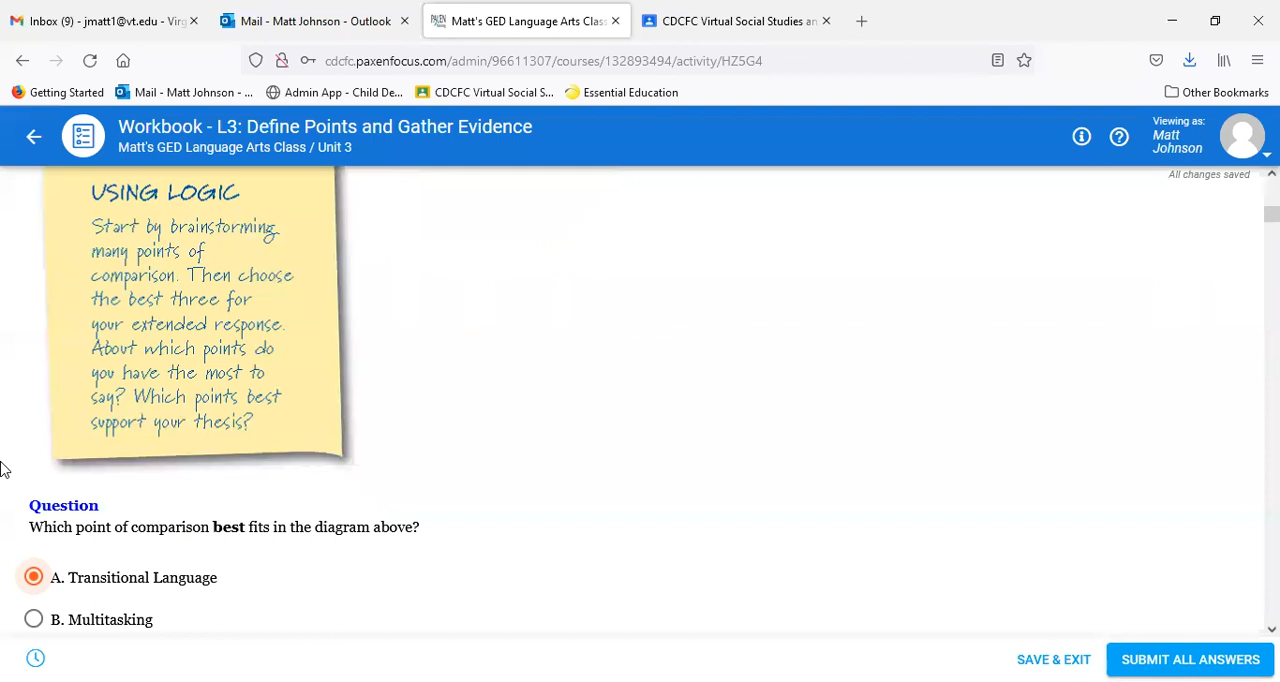 Inbox (9) - jmatt1@vt.edu - Virg
Mail - Matt Johnson - Outlook
PAXEN
Matt's GED Language Arts Class
CDCFC Virtual Social Studies an
cdcfc.paxenfocus.com/admin/96611307/courses/132893494/activity/HZ5G4
Getting Started
Mail - Matt Johnson - ...
Admin App - Child De...
CDCFC Virtual Social S...
Essential Education
Other Bookmarks
Workbook - L3: Define Points and Gather Evidence
Matt's GED Language Arts Class / Unit 3
Viewing as:
Matt
Johnson
All changes saved
USING LOGIC
Start by brainstorming
many points of
comparison. Then choose
the best three for
your extended response.
About which points do
you have the most to
say? Which points best
support your thesis?
Question
Which point of comparison best fits in the diagram above?
A. Transitional Language
B. Multitasking
SAVE & EXIT
SUBMIT ALL ANSWERS